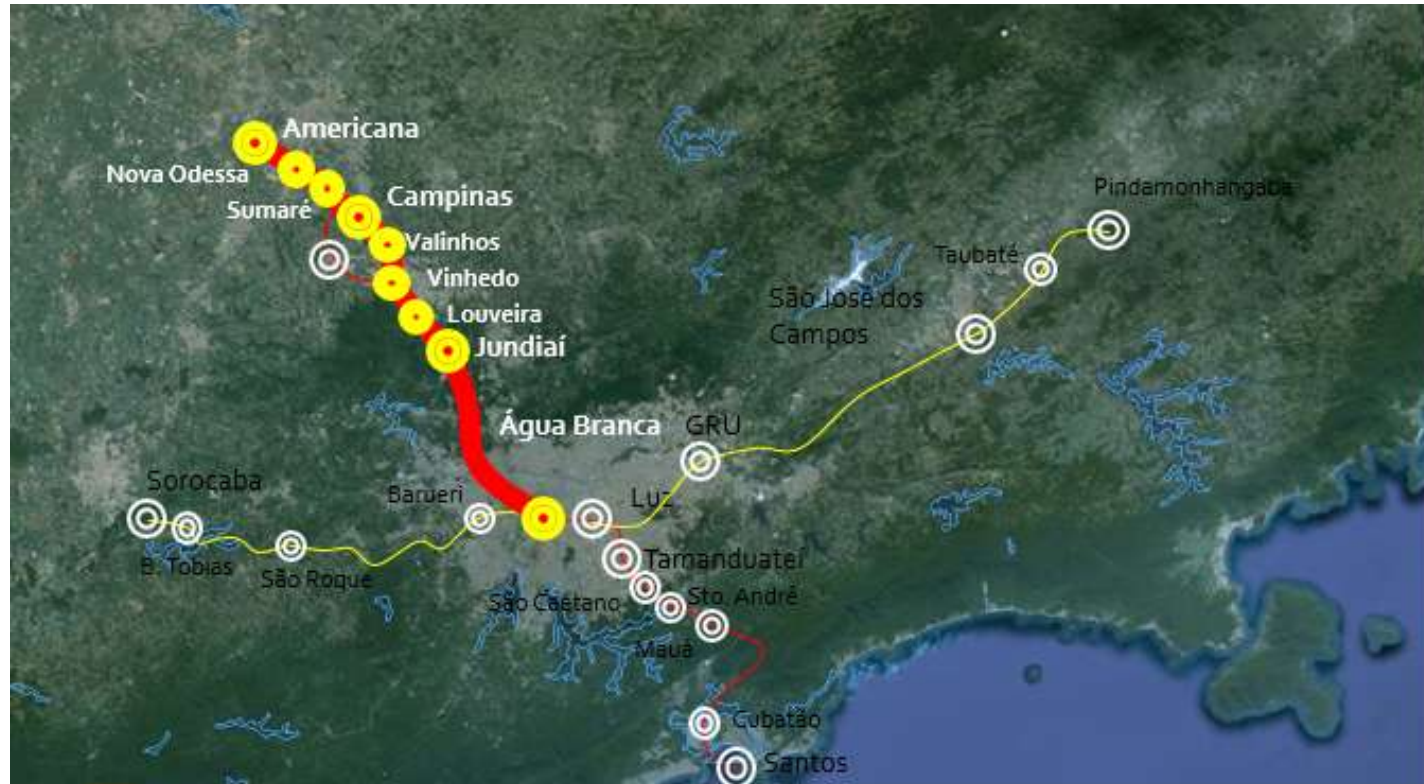 Americana
Nova Odessa
Campinas
Sumaré
Pindamonhangaba
Valinhos
Taubaté
Vinhedo
São José dos
Campos
Louveira
Jundiaí
Água Branca
GRU
Sorocaba
Barueri
Luz
B. Tobias
São Roque
Tamanduateí
São Caetano
Sto. André
Mauá
Cubatão
Santos